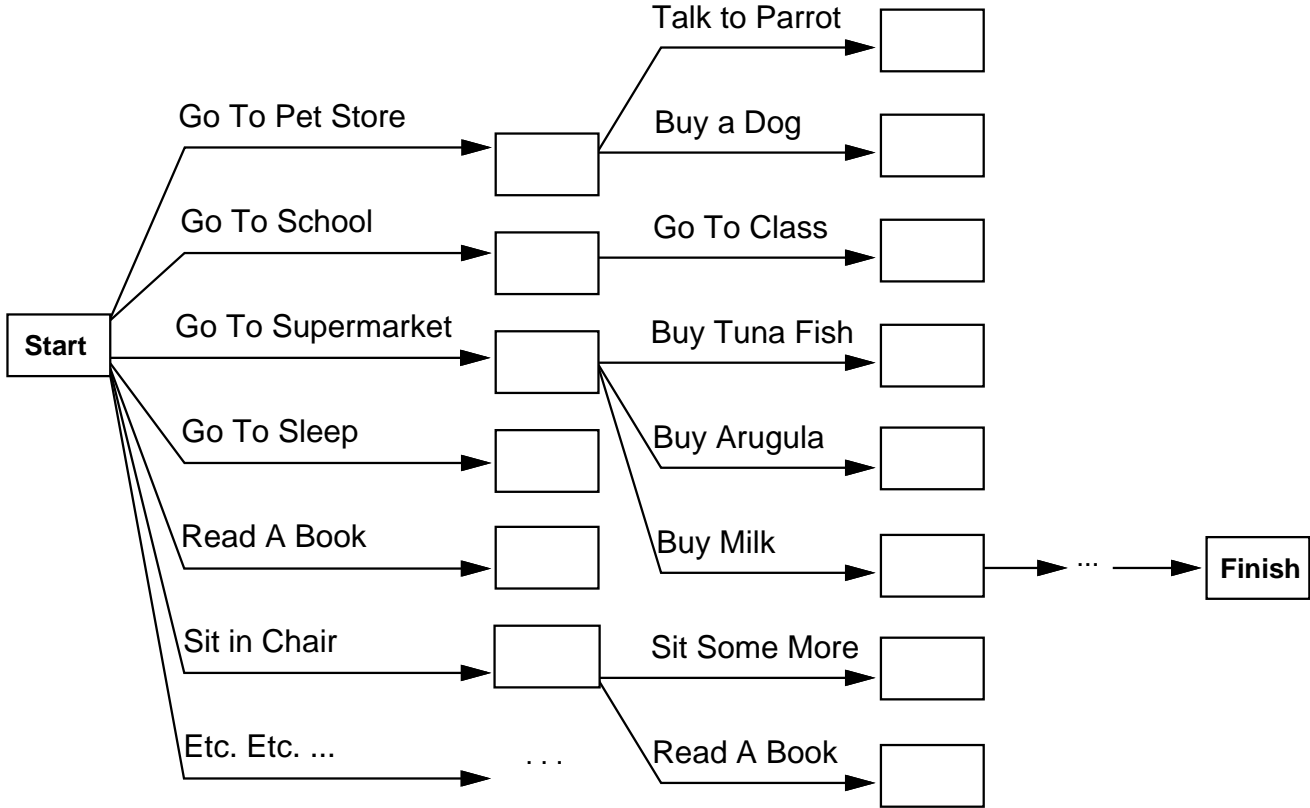 Talk to Parrot
Go To Pet Store
Buy a Dog
Go To School
Go To Class
Go To Supermarket
Buy Tuna Fish
Start
Go To Sleep
Buy Arugula
Read A Book
Buy Milk
...
Finish
Sit in Chair
Sit Some More
Etc. Etc. ...
. . .
Read A Book